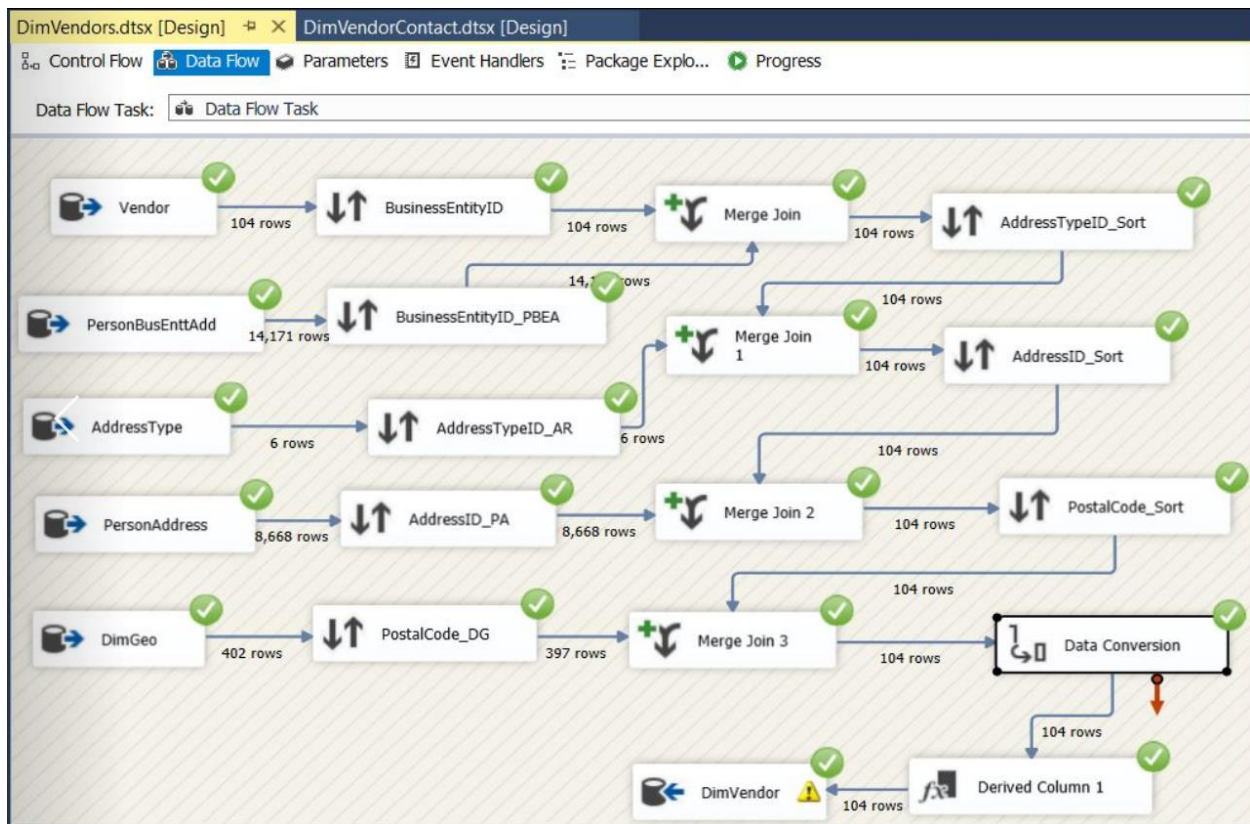 DimVendors.dtsx [Design] DimVendorContact.dtsx [Design]
Control Flow Data Flow Parameters Event Handlers Package Explo... Progress
Data Flow Task: Data Flow Task
Vendor
104 rows
BusinessEntityID
104 rows
Merge Join
104 rows
AddressTypeID_Sort
104 rows
PersonBusEnttAdd
14,171 rows
BusinessEntityID_PBEA
Merge Join
1
104 rows
AddressID_Sort
104 rows
AddressType
6 rows
AddressTypeID_AR
6 rows
PersonAddress
8,668 rows
AddressID_PA
8,668 rows
Merge Join 2
104 rows
PostalCode_Sort
104 rows
DimGeo
402 rows
PostalCode_DG
397 rows
Merge Join 3
104 rows
Data Conversion
104 rows
DimVendor
104 rows
fx
Derived Column 1